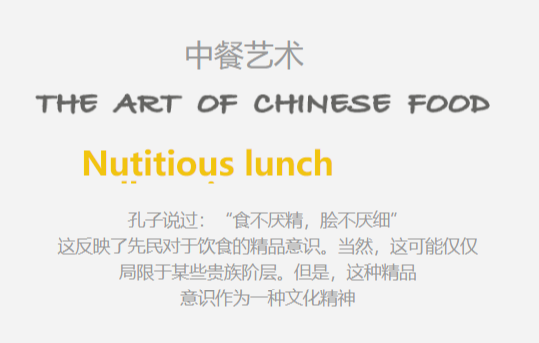 中餐艺术
THE ART OF CHINESE FOOD
Nutitious lunch
孔子说过：“食不厌精，脍不厌细”
这反映了先民对于饮食的精品意识。当然，这可能仅仅
局限于某些贵族阶层。但是，这种精品
意识作为一种文化精神